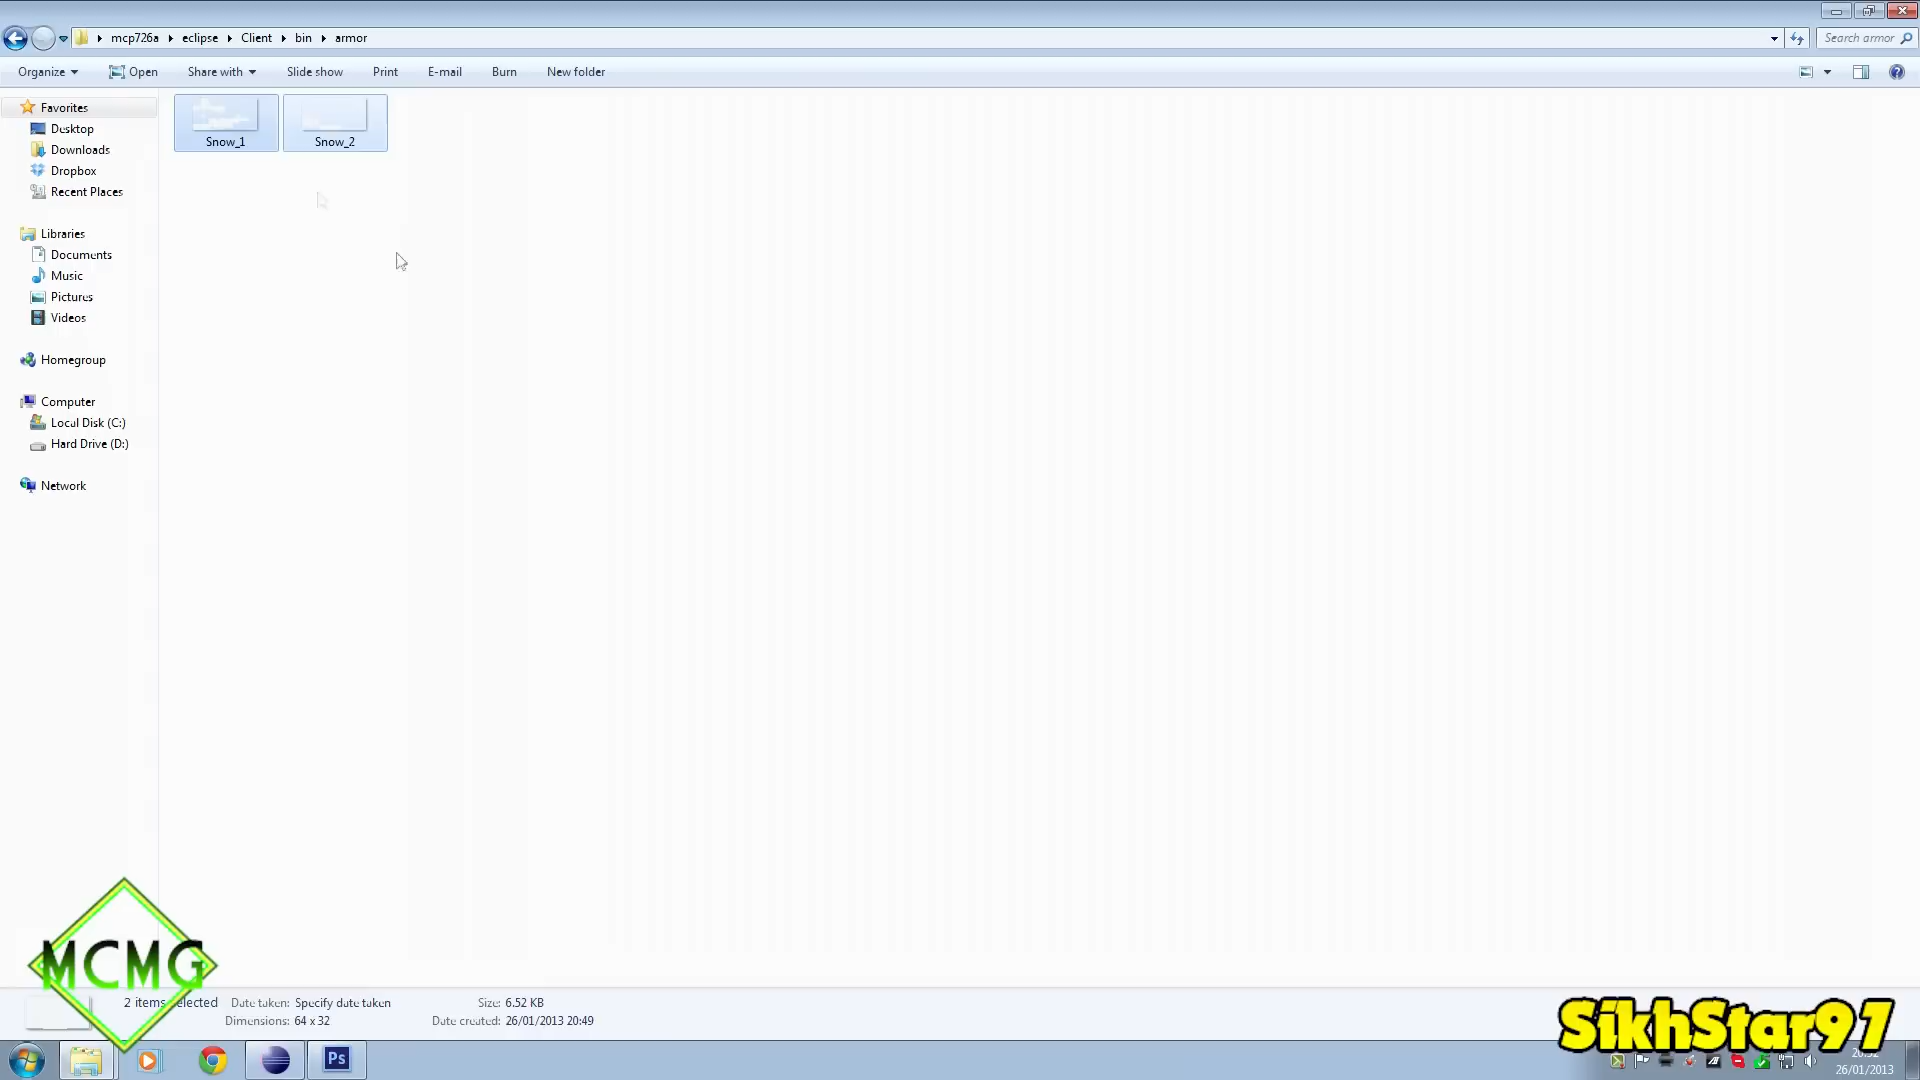 mcp726a eclipse Client bin armor
Search armor
Organize Open Share with Slide show Print E-mail Burn New folder
Favorites
Desktop
Downloads
Dropbox
Recent Places
Libraries
Documents
Music
Pictures
Videos
Homegroup
Computer
Local Disk (C:)
Hard Drive (D:)
Network
Snow_1 Snow_2
MCMG
2 items selected Date taken: Specify date taken Size: 6.52 KB
Dimensions: 64 x 32 Date created: 26/01/2013 20:49
SikhStar97
Ps
26/01/2013